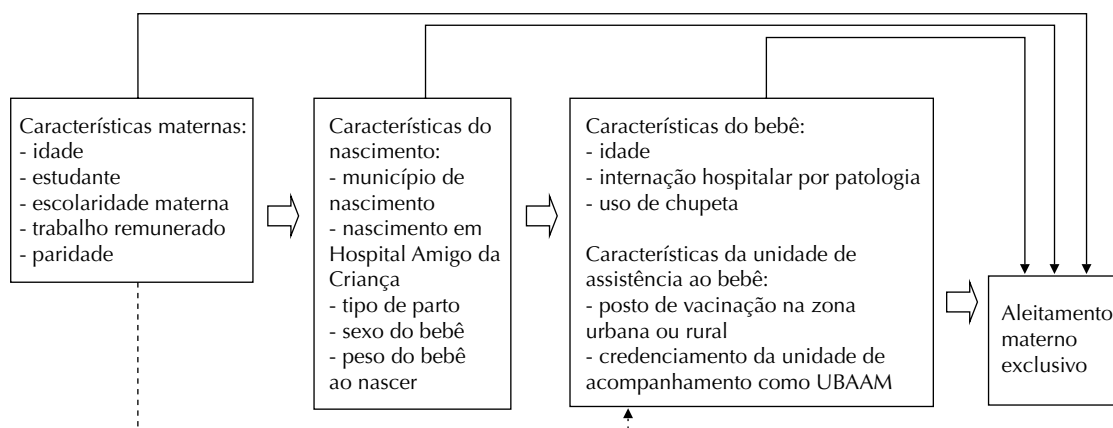 Características maternas:
- idade
- estudante
- escolaridade materna
- trabalho remunerado
- paridade
Características do
nascimento:
- município de
nascimento
- nascimento em
Hospital Amigo da
Criança
- tipo de parto
- sexo do bebê
- peso do bebê
ao nascer
Características do bebê:
- idade
- internação hospitalar por patologia
- uso de chupeta
Características da unidade de
assistência ao bebê:
- posto de vacinação na zona
urbana ou rural
- credenciamento da unidade de
acompanhamento como UBAAM
Aleitamento
materno
exclusivo